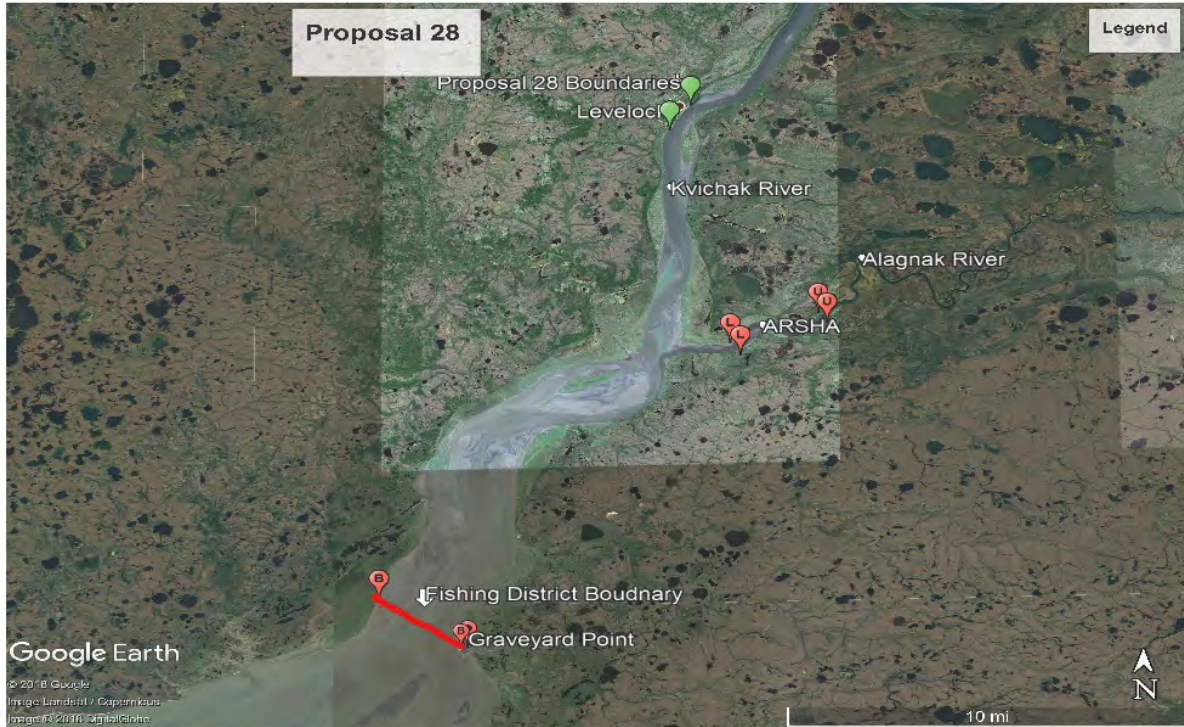 Proposal 28
Legend
Proposal 28 Boundaries
Levelock
Kvichak River
Alagnak River
U
U
L
L
ARSHA
B
Fishing District Boudnary
B
Graveyard Point
Google Earth
© 2018 Google
Image Landsat / Copernicus
Image © 2018 DigitalGlobe
N
10 mi